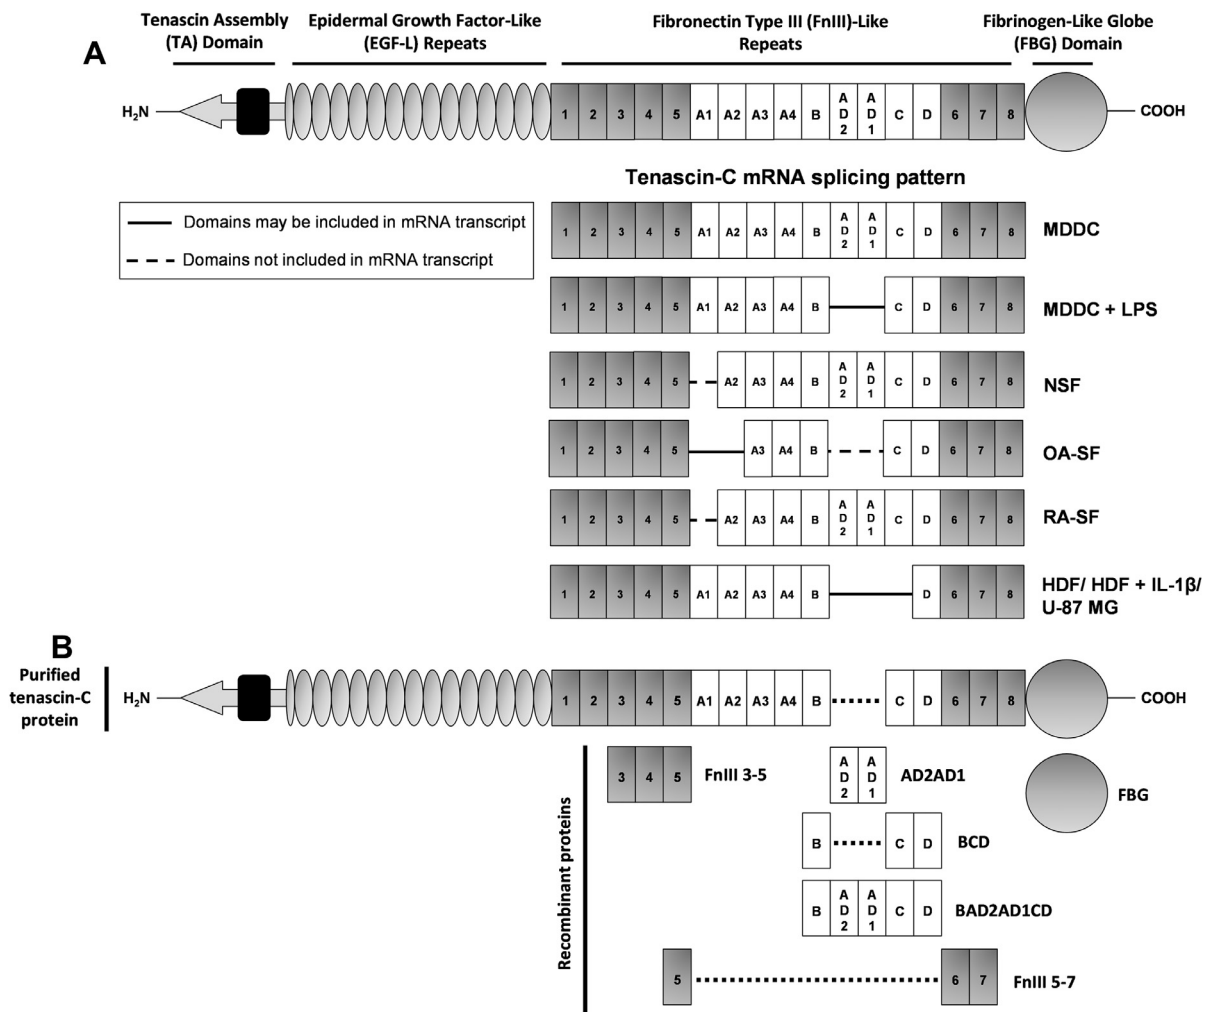 Tenascin Assembly
(TA) Domain
Epidermal Growth Factor-Like
(EGF-L) Repeats
Fibronectin Type III (FnIII)-Like
Repeats
Fibrinogen-Like Globe
(FBG) Domain
A
H2N
1 2 3 4 5 A1 A2 A3 A4 B AD2 AD1 C D 6 7 8
COOH
Tenascin-C mRNA splicing pattern
Domains may be included in mRNA transcript
Domains not included in mRNA transcript
1 2 3 4 5 A1 A2 A3 A4 B AD2 AD1 C D 6 7 8 MDDC
1 2 3 4 5 A1 A2 A3 A4 B C D 6 7 8 MDDC + LPS
1 2 3 4 5 A2 A3 A4 B AD2 AD1 C D 6 7 8 NSF
1 2 3 4 5 A3 A4 B C D 6 7 8 OA-SF
1 2 3 4 5 A2 A3 A4 B AD2 AD1 C D 6 7 8 RA-SF
1 2 3 4 5 A1 A2 A3 A4 B D 6 7 8
HDF/ HDF + IL-1β/
U-87 MG
B
Purified
tenascin-C
protein
H2N
1 2 3 4 5 A1 A2 A3 A4 B C D 6 7 8
COOH
Recombinant proteins
3 4 5 FnIII 3-5
AD2 AD1 AD2AD1
FBG
B C D BCD
B AD2 AD1 C D BAD2AD1CD
5 6 7 FnIII 5-7